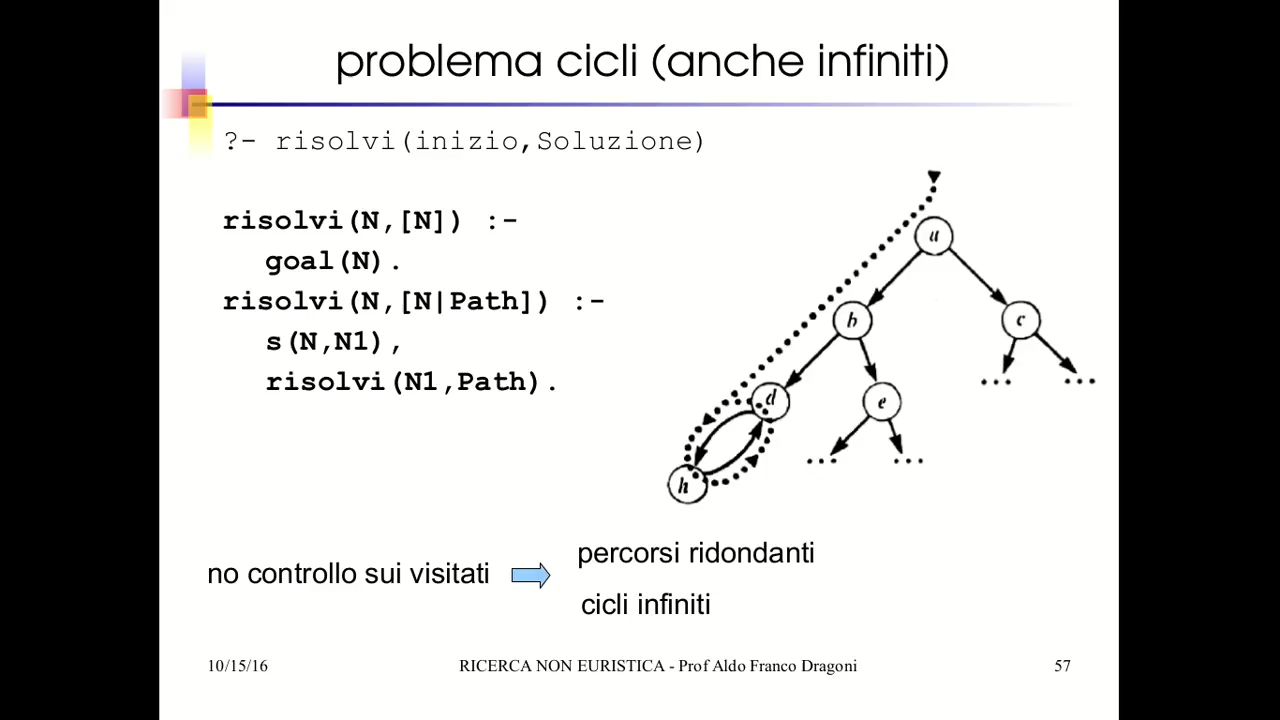 problema cicli (anche infiniti)
?- risolvi(inizio,Soluzione)
risolvi(N,[N]) :-
goal(N).
risolvi(N,[N|Path]) :-
s(N,N1),
risolvi(N1,Path).
a
b
c
d
e
h
... ...
... ...
no controllo sui visitati
percorsi ridondanti
cicli infiniti
10/15/16 RICERCA NON EURISTICA - Prof Aldo Franco Dragoni 57